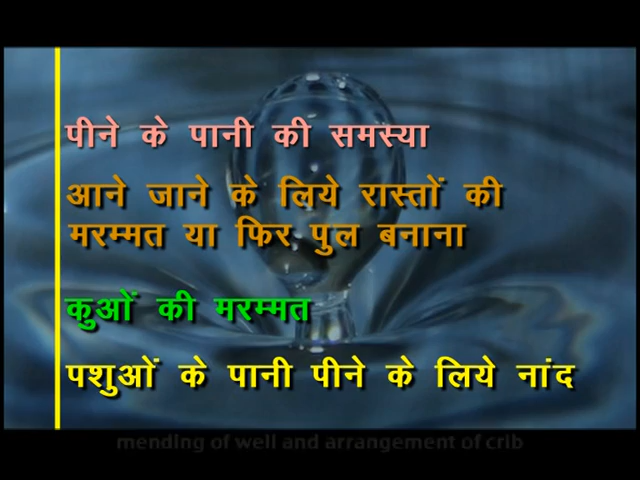 पीने के पानी की समस्या
आने जाने के लिये रास्तों की
मरम्मत या फिर पुल बनाना
कुओं की मरम्मत
पशुओं के पानी पीने के लिये नांद
mending of well and arrangement of crib